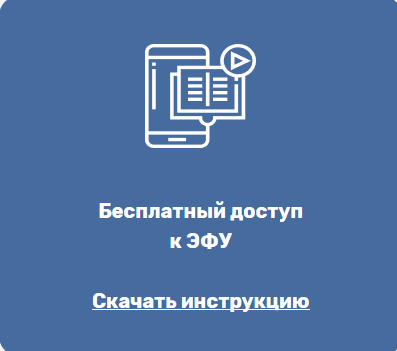 Бесплатный доступ
к ЭФУ
Скачать инструкцию